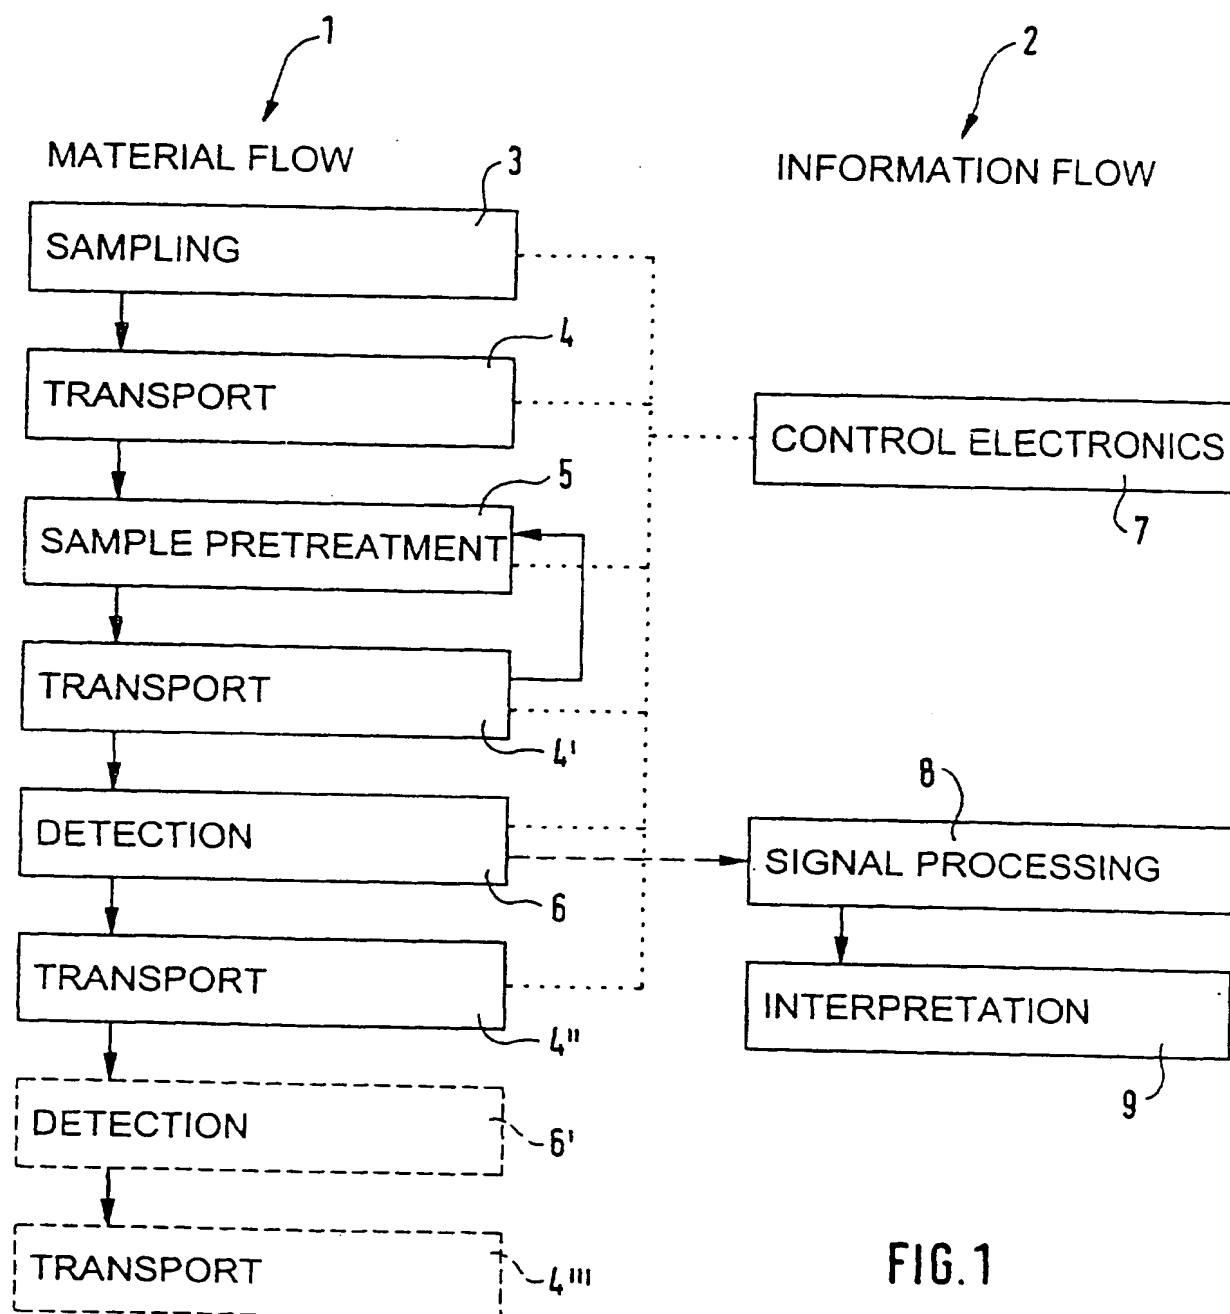 1
2
MATERIAL FLOW
INFORMATION FLOW
3
SAMPLING
4
TRANSPORT
CONTROL ELECTRONICS
7
5
SAMPLE PRETREATMENT
TRANSPORT
4'
8
DETECTION
SIGNAL PROCESSING
6
TRANSPORT
INTERPRETATION
4''
9
DETECTION
6'
TRANSPORT
4'''
FIG.1